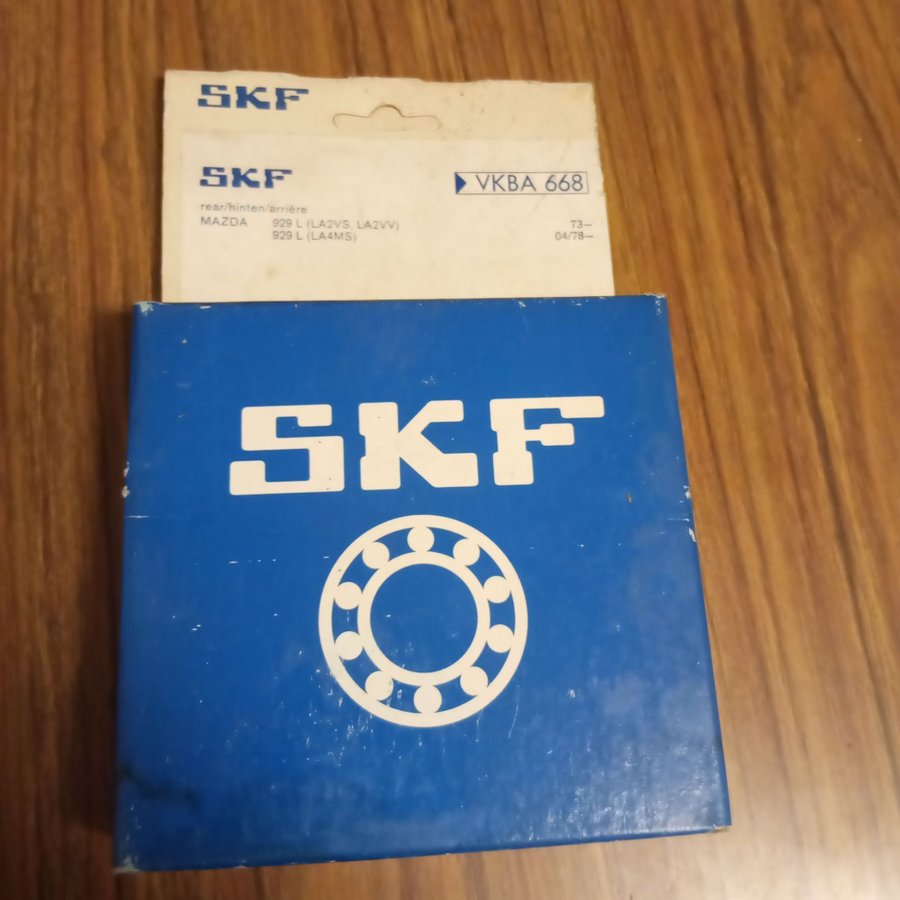 SKF
SKF
VKBA 668
rear/hinten/arrière
MAZDA 929 L (LA2VS, LA2VV) 73–
929 L (LA4MS) 04/78–
SKF